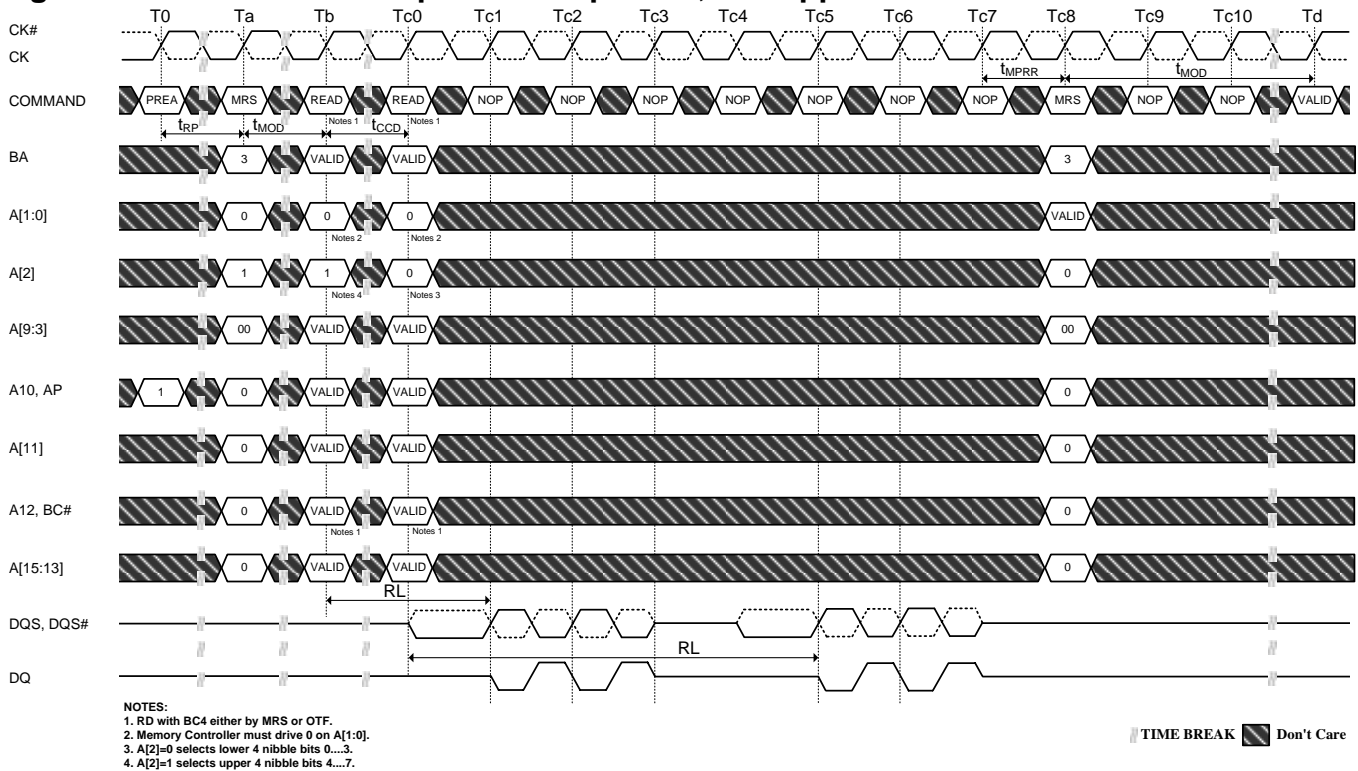 T0 Ta Tb Tc0 Tc1 Tc2 Tc3 Tc4 Tc5 Tc6 Tc7 Tc8 Tc9 Tc10 Td
CK#
CK
tMPRR tMOD
COMMAND PREA MRS READ READ NOP NOP NOP NOP NOP NOP NOP MRS NOP NOP VALID
Notes 1 Notes 1
tRP tMOD tCCD
BA 3 VALID VALID 3
A[1:0] 0 0 0 VALID
Notes 2 Notes 2
A[2] 1 1 0 0
Notes 4 Notes 3
A[9:3] 00 VALID VALID 00
A10, AP 1 0 VALID VALID 0
A[11] 0 VALID VALID 0
A12, BC# 0 VALID VALID 0
Notes 1 Notes 1
A[15:13] 0 VALID VALID 0
RL
DQS, DQS#
RL
DQ
NOTES:
1. RD with BC4 either by MRS or OTF.
2. Memory Controller must drive 0 on A[1:0].
3. A[2]=0 selects lower 4 nibble bits 0....3.
4. A[2]=1 selects upper 4 nibble bits 4....7.
TIME BREAK Don't Care